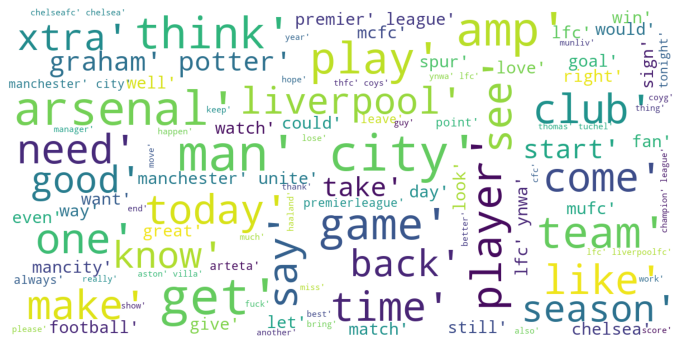 chelseafc' chelsea'
xtra'
think'
year'
premier' league'
amp'
win'
mcfc'
lfc'
would'
graham' potter'
play'
spur'
goal'
sign'
tonight'
munliv'
manchester' city'
well'
hope'
thfc' coys'
ynwa' lfc'
love'
right'
see'
arsenal'
liverpool'
club'
coyg'
thing'
keep'
leave'
guy'
manager'
happen'
watch'
could'
lose'
point'
thomas' tuchel'
need'
man' city'
start'
fan'
move'
good'
manchester' unite'
take'
day'
look'
player'
ynwa'
lfc'
cfc'
come'
champion' league'
want'
thank'
end'
today'
haaland'
premierleague'
better'
mufc'
even'
way'
great'
much'
say'
game'
team'
one'
know'
back'
mancity'
aston' villa'
arteta'
lfc' liverpoolfc'
always'
really'
fuck'
miss'
like'
work'
make'
show'
get'
time'
season'
please'
football'
give'
let'
another'
best'
bring'
match'
still'
also'
chelsea'
score'